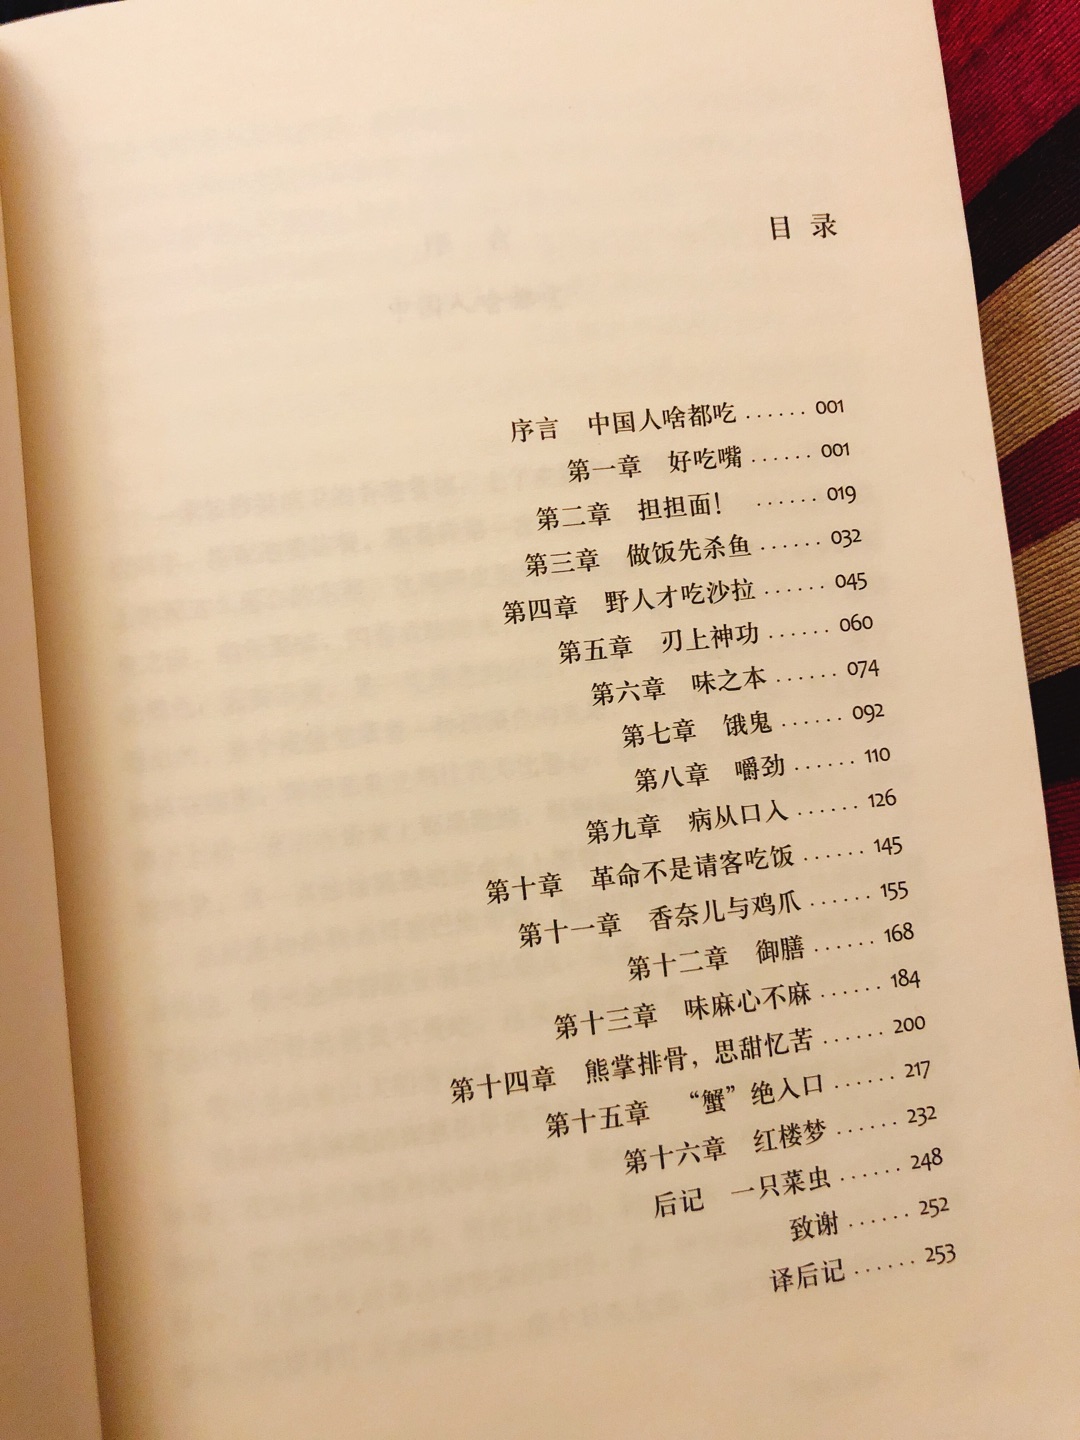 目 录
序言 中国人啥都吃 ...... 001
第一章 好吃嘴 ...... 001
第二章 担担面！ ...... 019
第三章 做饭先杀鱼 ...... 032
第四章 野人才吃沙拉 ...... 045
第五章 刃上神功 ...... 060
第六章 味之本 ...... 074
第七章 饿鬼 ...... 092
第八章 嚼劲 ...... 110
第九章 病从口入 ...... 126
第十章 革命不是请客吃饭 ...... 145
第十一章 香奈儿与鸡爪 ...... 155
第十二章 御膳 ...... 168
第十三章 味麻心不麻 ...... 184
第十四章 熊掌排骨，思甜忆苦 ...... 200
第十五章 “蟹”绝入口 ...... 217
第十六章 红楼梦 ...... 232
后记 一只菜虫 ...... 248
致谢 ...... 252
译后记 ...... 253